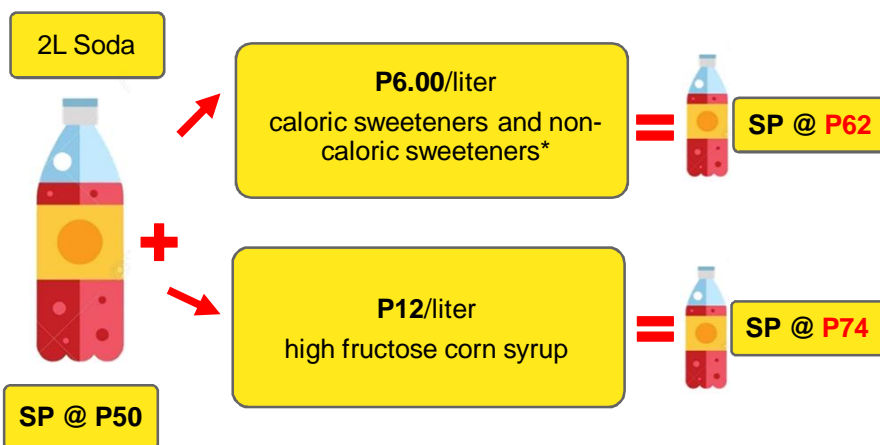 2L Soda
P6.00/liter
caloric sweeteners and non-
caloric sweeteners*
SP @ P62
P12/liter
high fructose corn syrup
SP @ P74
SP @ P50